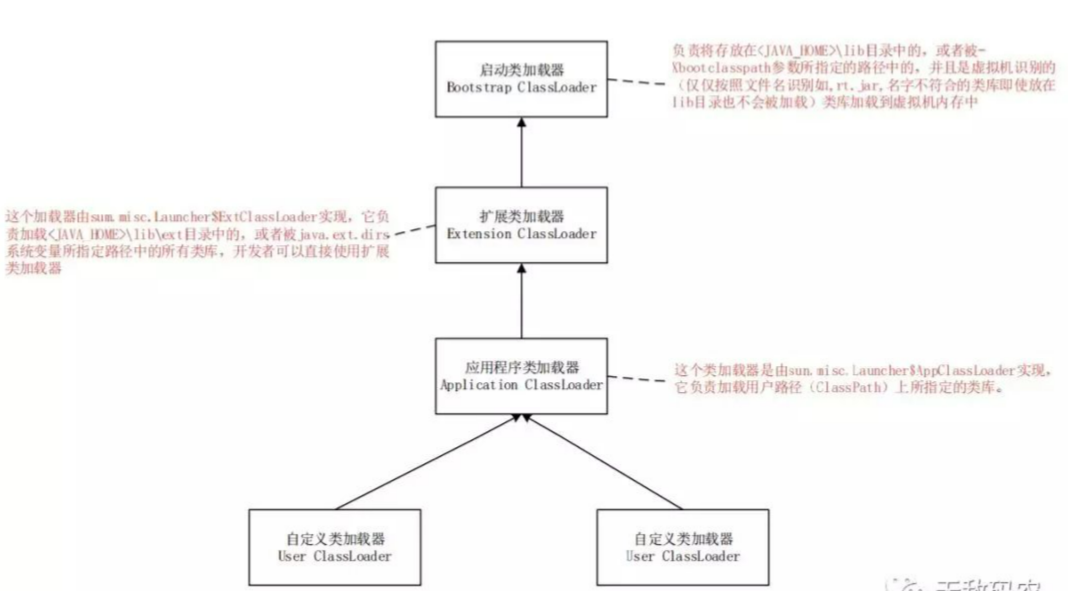 启动类加载器
Bootstrap ClassLoader
负责将存放在<JAVA_HOME>\lib目录中的，或者被-
Xbootclasspath参数所指定的路径中的，并且是虚拟机识别的
（仅仅按照文件名识别如,rt.jar,名字不符合的类库即使放在
lib目录也不会被加载）类库加载到虚拟机内存中
扩展类加载器
Extension ClassLoader
这个加载器由sum.misc.Launcher$ExtClassLoader实现，它负
责加载<JAVA_HOME>\lib\ext目录中的，或者被java.ext.dirs
系统变量所指定路径中的所有类库，开发者可以直接使用扩展
类加载器
应用程序类加载器
Application ClassLoader
这个类加载器是由sun.misc.Launcher$AppClassLoader实现，
它负责加载用户路径（ClassPath）上所指定的类库。
自定义类加载器
User ClassLoader
自定义类加载器
User ClassLoader